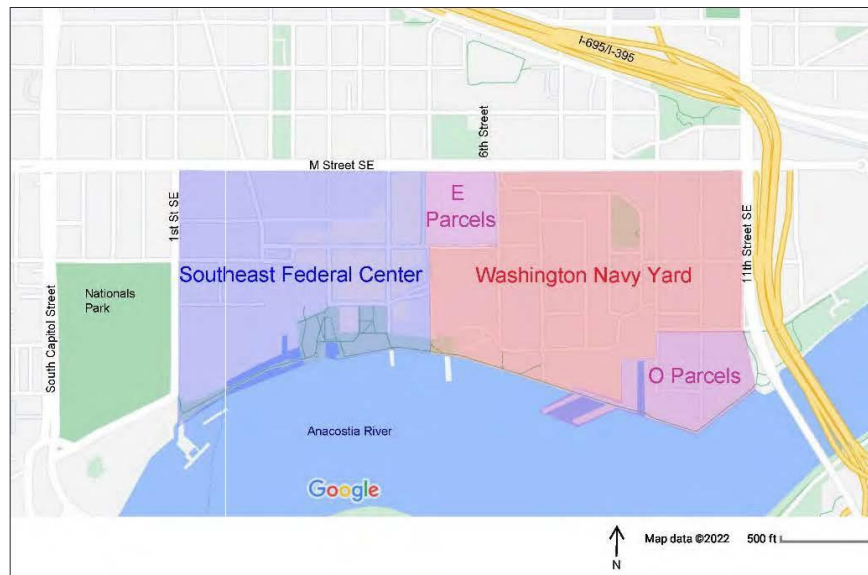 I-695/I-395
6th Street
M Street SE
1st St SE
E
Parcels
11th Street SE
Southeast Federal Center
Washington Navy Yard
Nationals
Park
South Capitol Street
O Parcels
Anacostia River
Google
Map data ©2022 500 ft
N